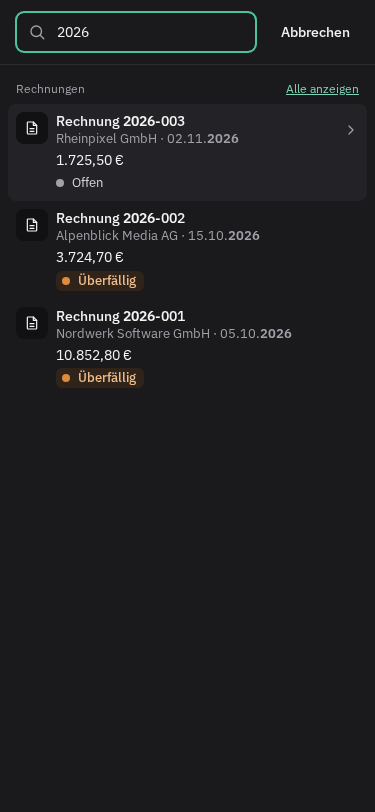 2026
Abbrechen
Rechnungen
Alle anzeigen
Rechnung 2026-003
Rheinpixel GmbH · 02.11.2026
1.725,50 €
Offen
Rechnung 2026-002
Alpenblick Media AG · 15.10.2026
3.724,70 €
Überfällig
Rechnung 2026-001
Nordwerk Software GmbH · 05.10.2026
10.852,80 €
Überfällig